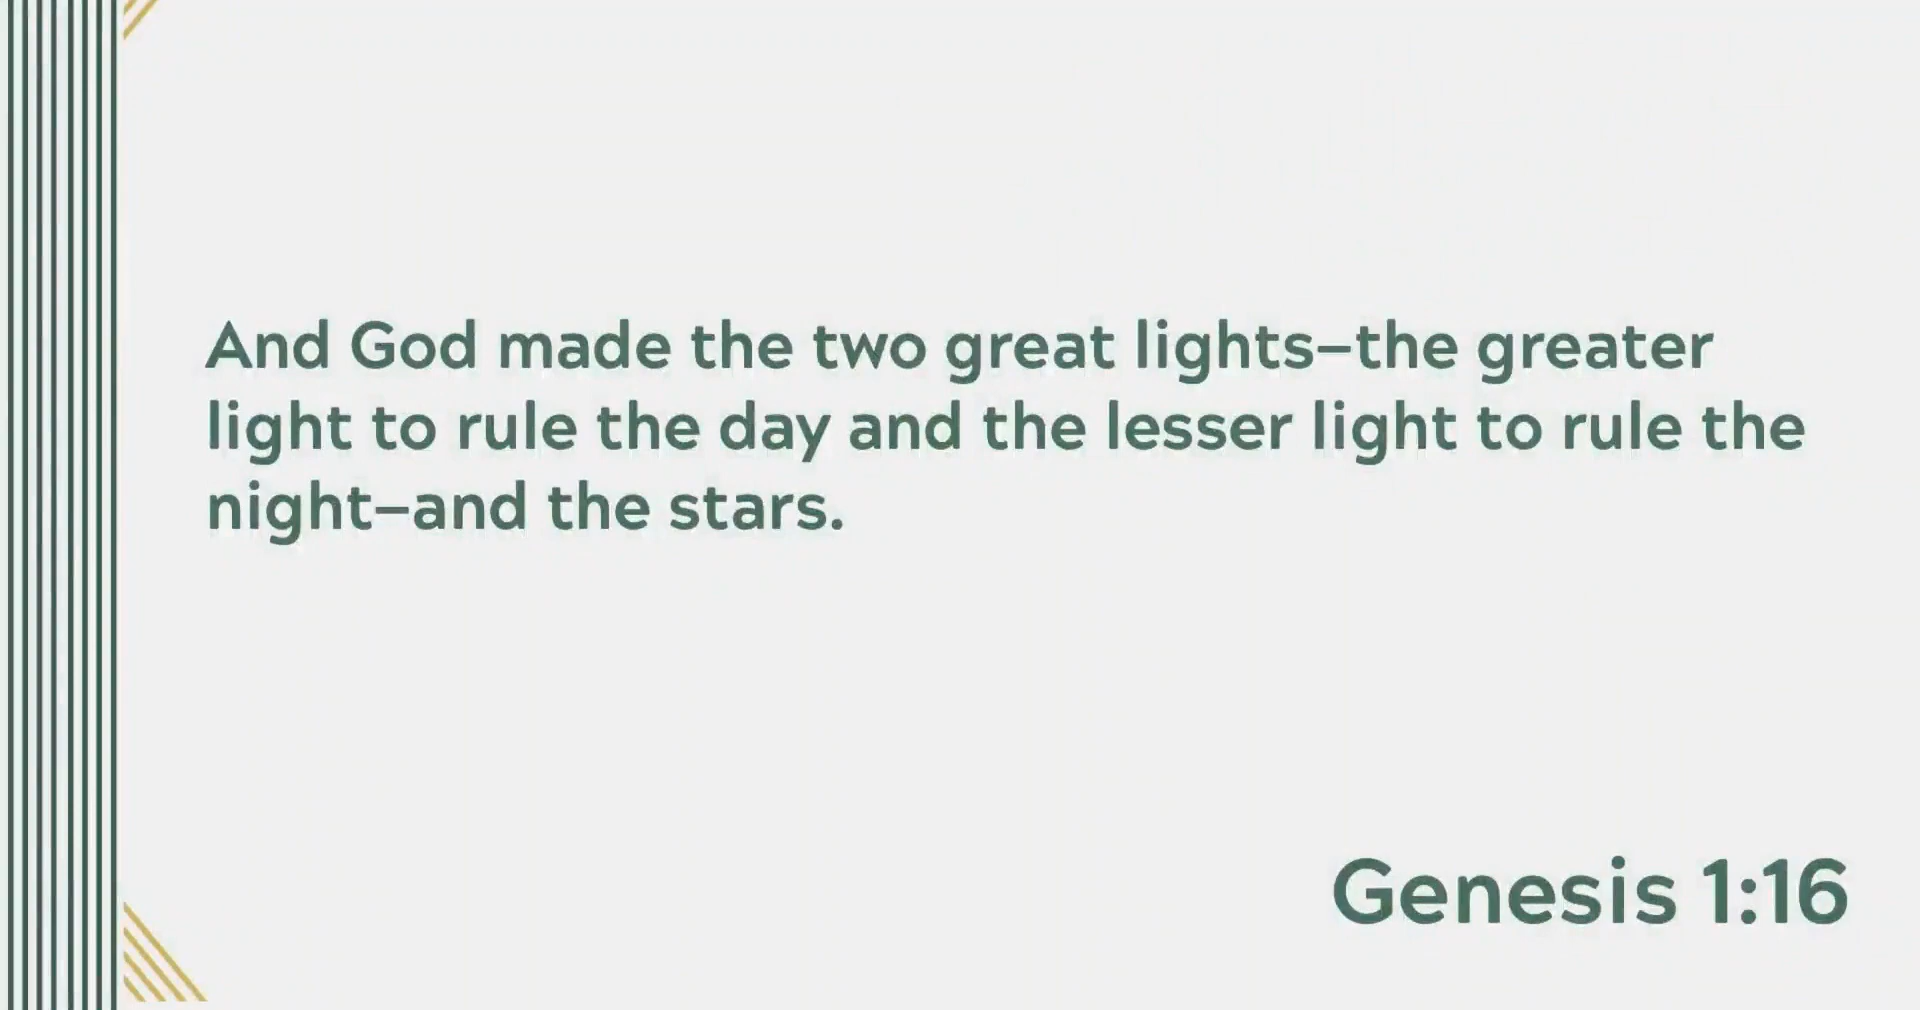 And God made the two great lights—the greater
light to rule the day and the lesser light to rule the
night—and the stars.
Genesis 1:16